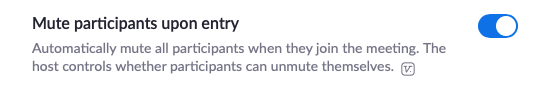 Mute participants upon entry
Automatically mute all participants when they join the meeting. The
host controls whether participants can unmute themselves.